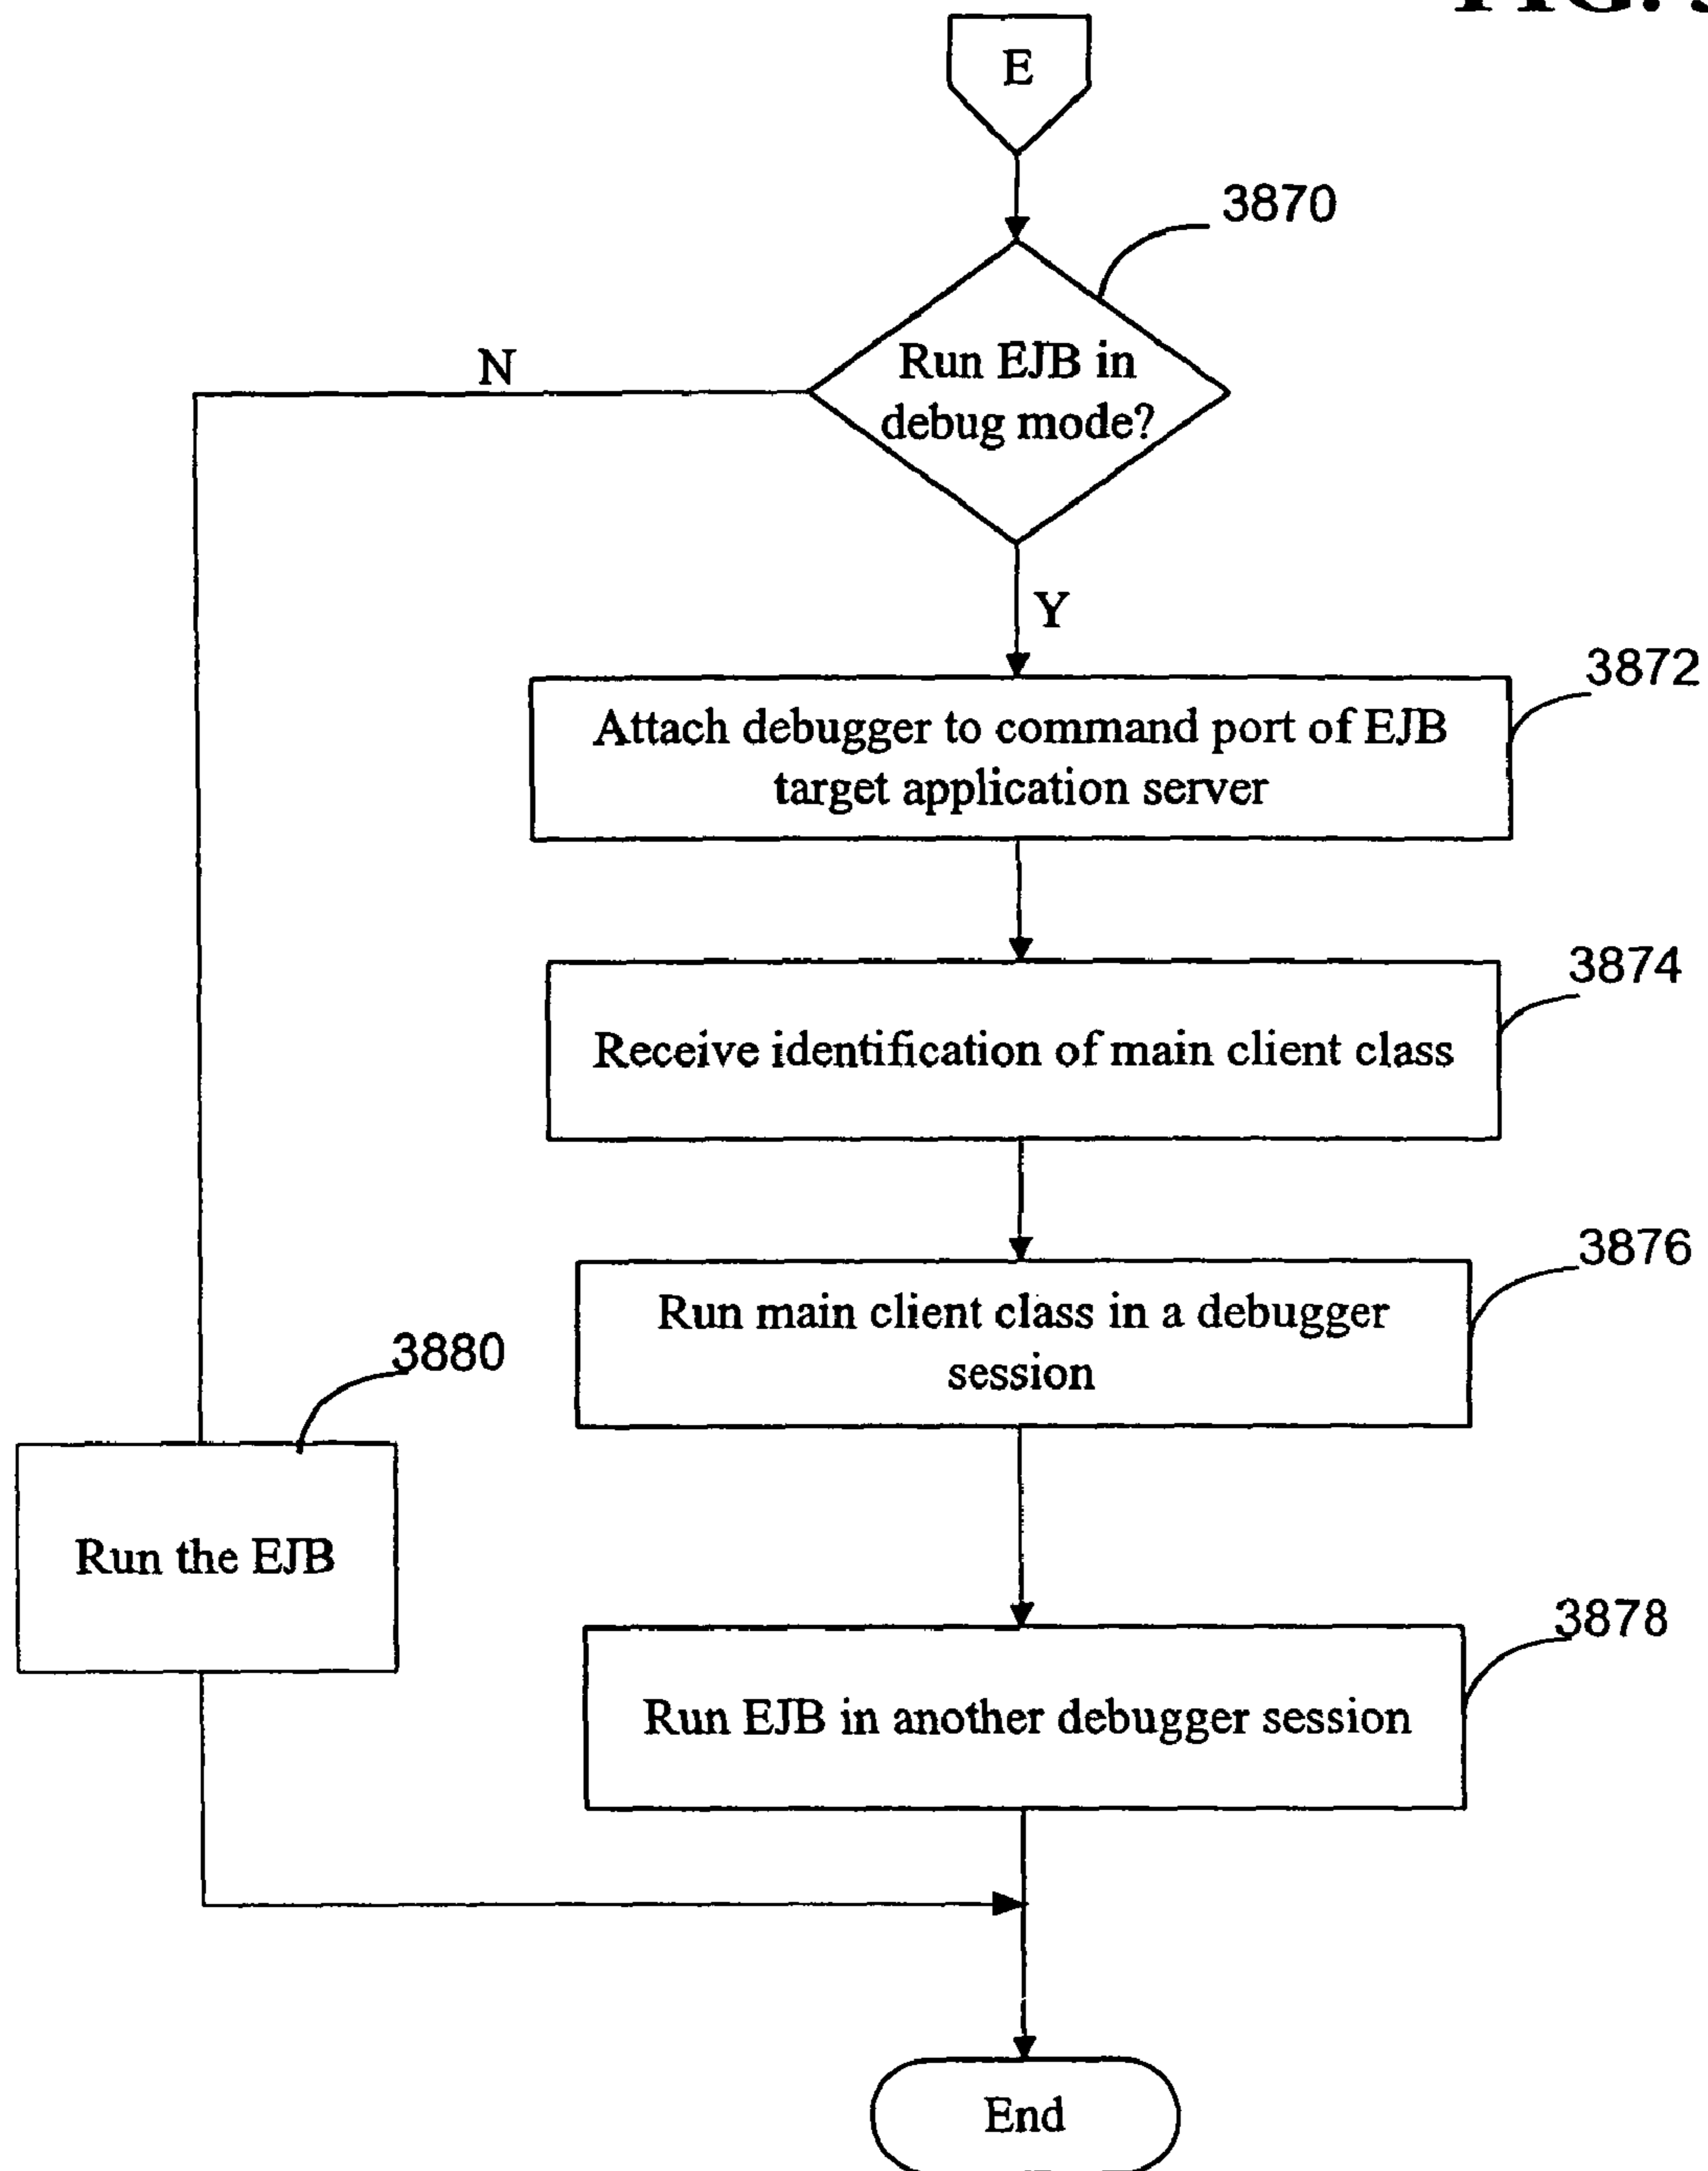 FIG.
E
3870
Run EJB in
debug mode?
N
Y
3872
Attach debugger to command port of EJB
target application server
3874
Receive identification of main client class
3876
Run main client class in a debugger
session
3880
Run the EJB
3878
Run EJB in another debugger session
End